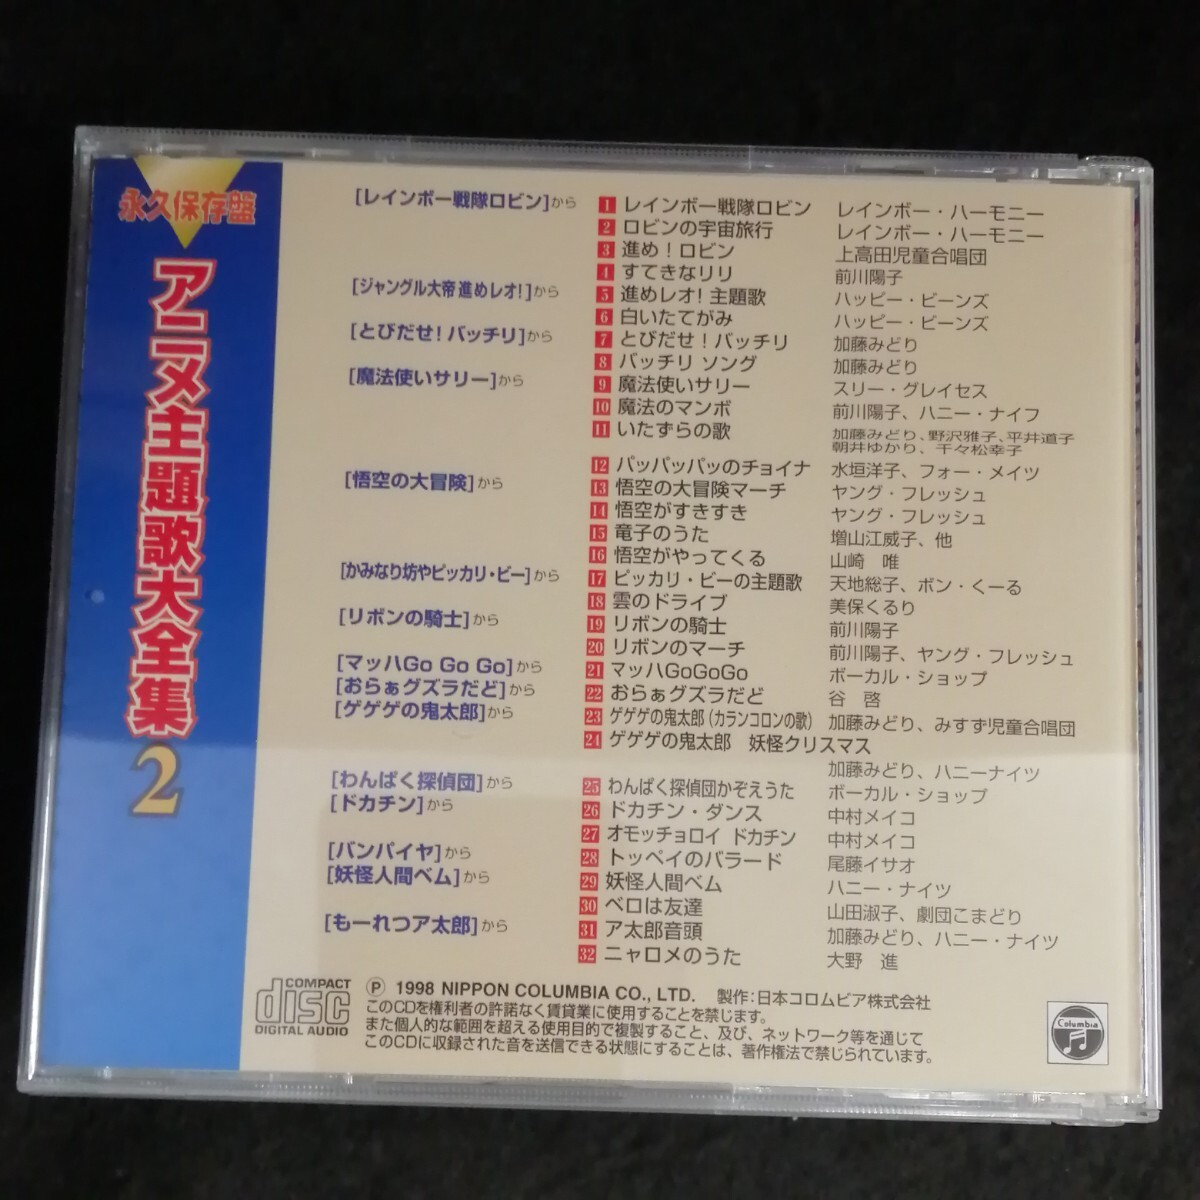 永久保存盤
アニメ主題歌大全集2
[レインボー戦隊ロビン]から 1 レインボー戦隊ロビン レインボー・ハーモニー
2 ロビンの宇宙旅行 レインボー・ハーモニー
3 進め！ロビン 上高田児童合唱団
4 すてきなリリ 前川陽子
[ジャングル大帝 進めレオ!]から 5 進めレオ! 主題歌 ハッピー・ビーンズ
6 白いたてがみ ハッピー・ビーンズ
[とびだせ! バッチリ]から 7 とびだせ！バッチリ 加藤みどり
8 バッチリ ソング 加藤みどり
[魔法使いサリー]から 9 魔法使いサリー スリー・グレイセス
10 魔法のマンボ 前川陽子、ハニー・ナイフ
11 いたずらの歌 加藤みどり、野沢雅子、平井道子
朝井ゆかり、千々松幸子
[悟空の大冒険]から 12 パッパッパッのチョイナ 水垣洋子、フォー・メイツ
13 悟空の大冒険マーチ ヤング・フレッシュ
14 悟空がすきすき ヤング・フレッシュ
15 竜子のうた 増山江威子、他
16 悟空がやってくる 山崎 唯
[かみなり坊やピッカリ・ビー]から 17 ピッカリ・ビーの主題歌 天地総子、ボン・くーる
18 雲のドライブ 美保くるり
[リボンの騎士]から 19 リボンの騎士 前川陽子
20 リボンのマーチ 前川陽子、ヤング・フレッシュ
[マッハGo Go Go]から 21 マッハGoGoGo ボーカル・ショップ
[おらぁグズラだど]から 22 おらぁグズラだど 谷 啓
[ゲゲゲの鬼太郎]から 23 ゲゲゲの鬼太郎(カランコロンの歌) 加藤みどり、みすず児童合唱団
24 ゲゲゲの鬼太郎 妖怪クリスマス
加藤みどり、ハニーナイツ
[わんぱく探偵団]から 25 わんぱく探偵団かぞえうた ボーカル・ショップ
[ドカチン]から 26 ドカチン・ダンス 中村メイコ
27 オモッチョロイ ドカチン 中村メイコ
[バンパイヤ]から 28 トッペイのバラード 尾藤イサオ
[妖怪人間ベム]から 29 妖怪人間ベム ハニー・ナイツ
30 ベロは友達 山田淑子、劇団こまどり
[もーれつア太郎]から 31 ア太郎音頭 加藤みどり、ハニー・ナイツ
32 ニャロメのうた 大野 進
COMPACT
disc
DIGITAL AUDIO
Ⓟ 1998 NIPPON COLUMBIA CO., LTD. 製作：日本コロムビア株式会社
このCDを権利者の許諾なく賃貸業に使用することを禁じます。
また個人的な範囲を超える使用目的で複製すること、及び、ネットワーク等を通じて
このCDに収録された音を送信できる状態にすることは、著作権法で禁じられています。
Columbia